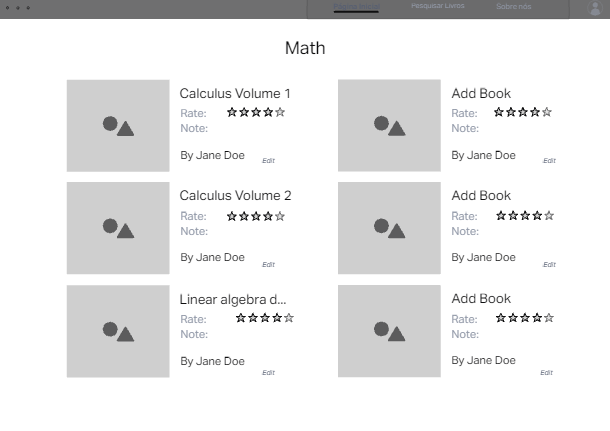 Pesquisar Livros
Sobre nós
Math
Calculus Volume 1
Rate:
Note:
By Jane Doe
Edit
Add Book
Rate:
Note:
By Jane Doe
Edit
Calculus Volume 2
Rate:
Note:
By Jane Doe
Edit
Add Book
Rate:
Note:
By Jane Doe
Edit
Linear algebra d...
Rate:
Note:
By Jane Doe
Edit
Add Book
Rate:
Note:
By Jane Doe
Edit